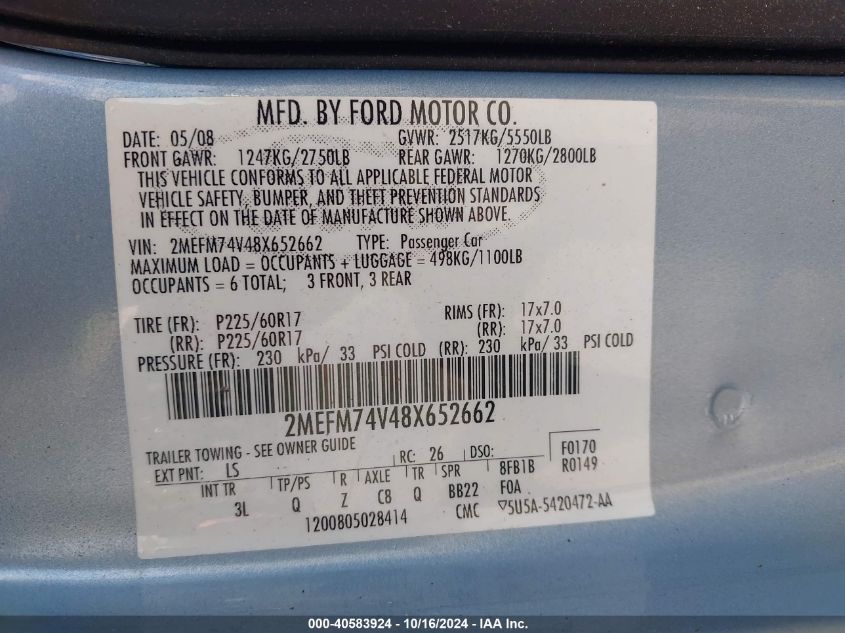 MFD. BY FORD MOTOR CO.
DATE: 05/08 GVWR: 2517KG/5550LB
FRONT GAWR: 1247KG/2750LB REAR GAWR: 1270KG/2800LB
THIS VEHICLE CONFORMS TO ALL APPLICABLE FEDERAL MOTOR
VEHICLE SAFETY, BUMPER, AND THEFT PREVENTION STANDARDS
IN EFFECT ON THE DATE OF MANUFACTURE SHOWN ABOVE.
VIN: 2MEFM74V48X652662 TYPE: Passenger Car
MAXIMUM LOAD = OCCUPANTS + LUGGAGE = 498KG/1100LB
OCCUPANTS = 6 TOTAL; 3 FRONT, 3 REAR
TIRE (FR): P225/60R17 RIMS (FR): 17x7.0
(RR): P225/60R17 (RR): 17x7.0
PRESSURE (FR): 230 kPa/ 33 PSI COLD (RR): 230 kPa/ 33 PSI COLD
2MEFM74V48X652662
TRAILER TOWING - SEE OWNER GUIDE RC: 26 DSO: F0170
EXT PNT: LS 8FB1B R0149
INT TR TP/PS R AXLE TR SPR F0A
3L Q Z C8 Q BB22
1200805028414 CMC ▽5U5A-5420472-AA
000-40583924 - 10/16/2024 - IAA Inc.